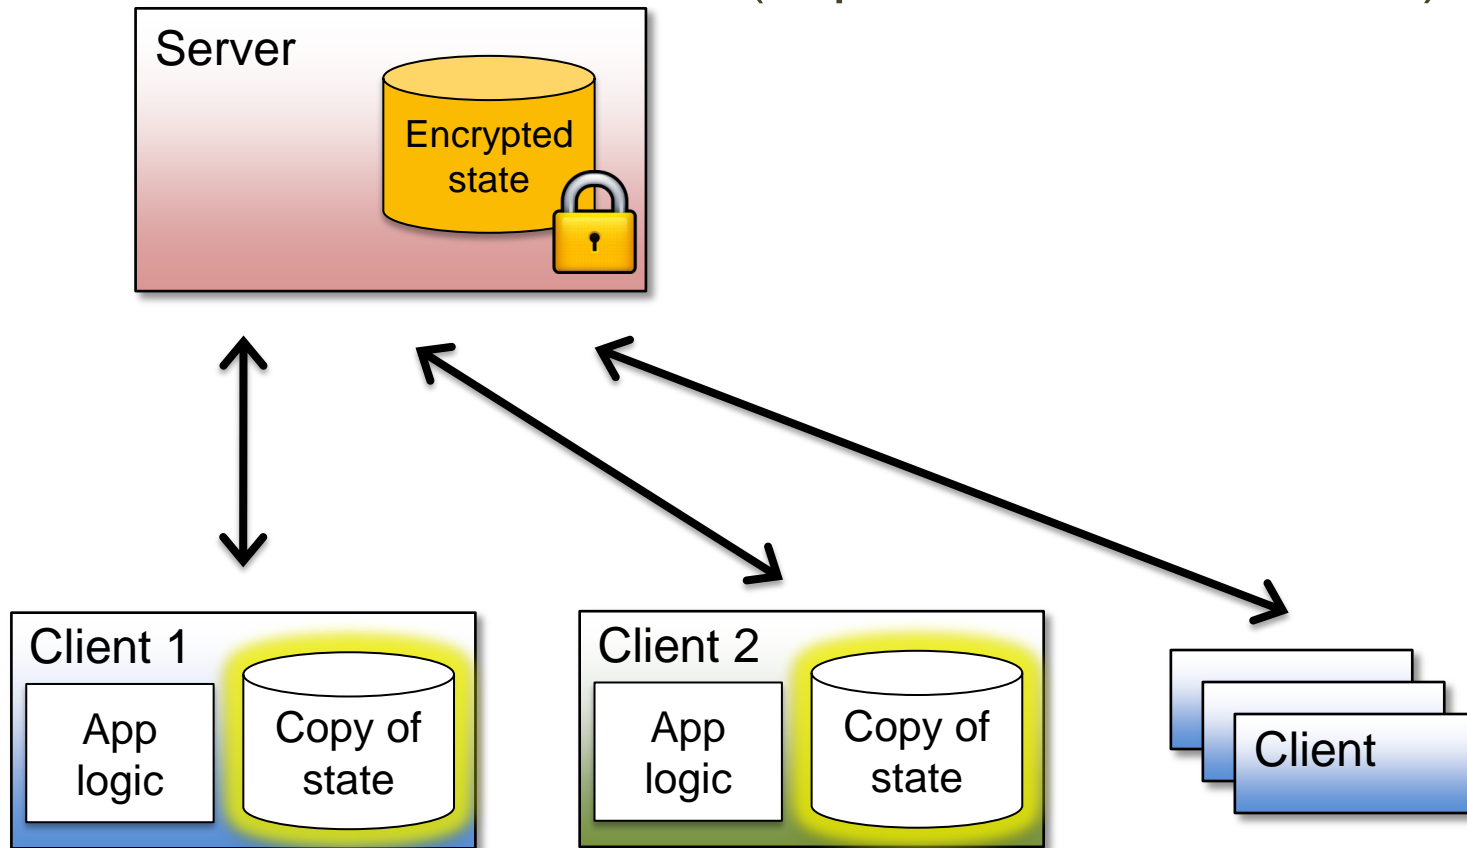 Server
Encrypted
state
Client 1
App
logic
Copy of
state
Client 2
App
logic
Copy of
state
Client